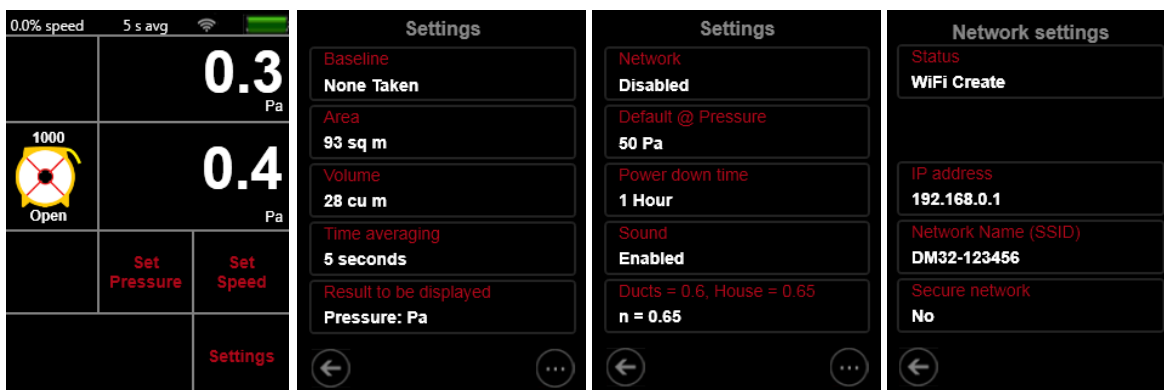 0.0% speed 5 s avg
0.3
Pa
1000
Open
0.4
Pa
Set
Pressure
Set
Speed
Settings
Settings
Baseline
None Taken
Area
93 sq m
Volume
28 cu m
Time averaging
5 seconds
Result to be displayed
Pressure: Pa
Settings
Network
Disabled
Default @ Pressure
50 Pa
Power down time
1 Hour
Sound
Enabled
Ducts = 0.6, House = 0.65
n = 0.65
Network settings
Status
WiFi Create
IP address
192.168.0.1
Network Name (SSID)
DM32-123456
Secure network
No